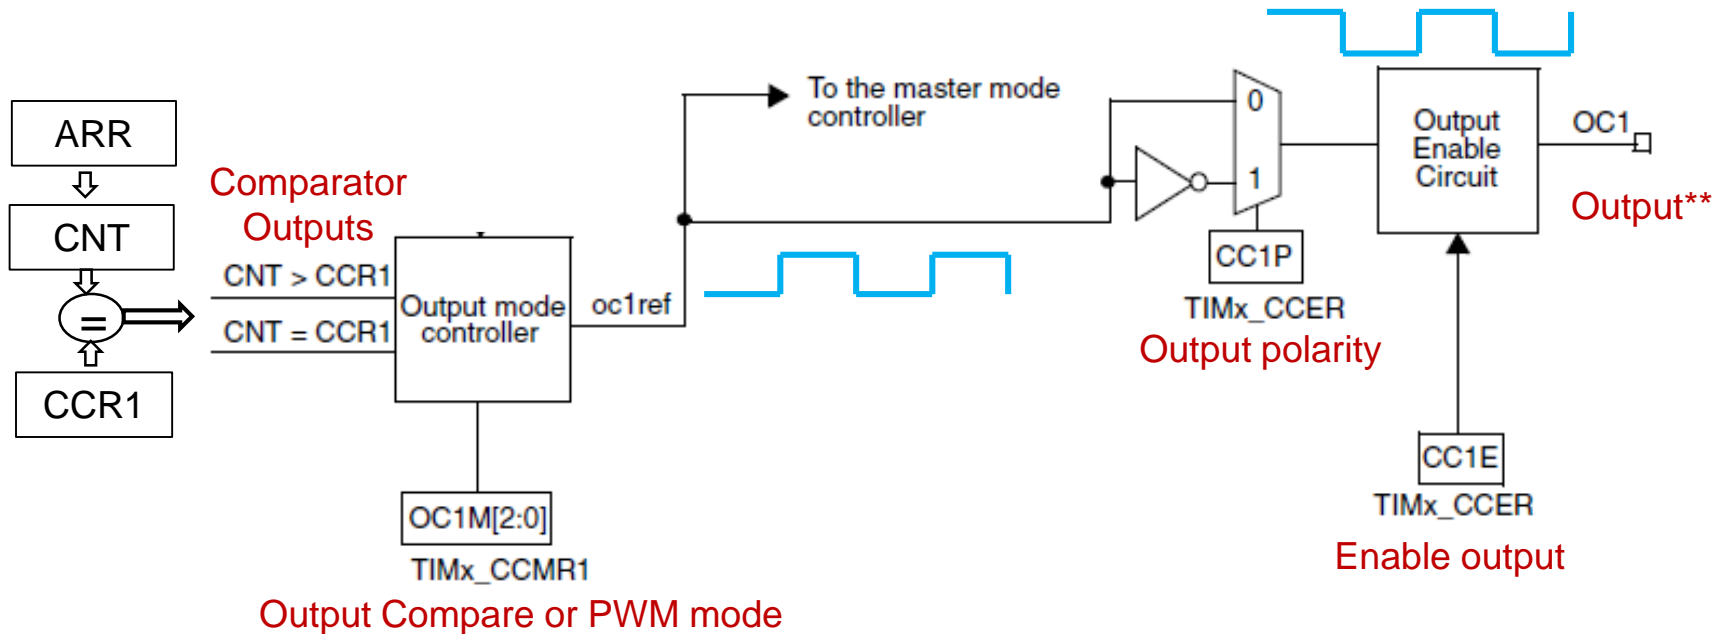 ARR
CNT
=
CCR1
Comparator
Outputs
CNT > CCR1
CNT = CCR1
Output mode
controller
oc1ref
OC1M[2:0]
TIMx_CCMR1
Output Compare or PWM mode
To the master mode
controller
0
1
CC1P
TIMx_CCER
Output polarity
Output
Enable
Circuit
OC1
Output**
CC1E
TIMx_CCER
Enable output